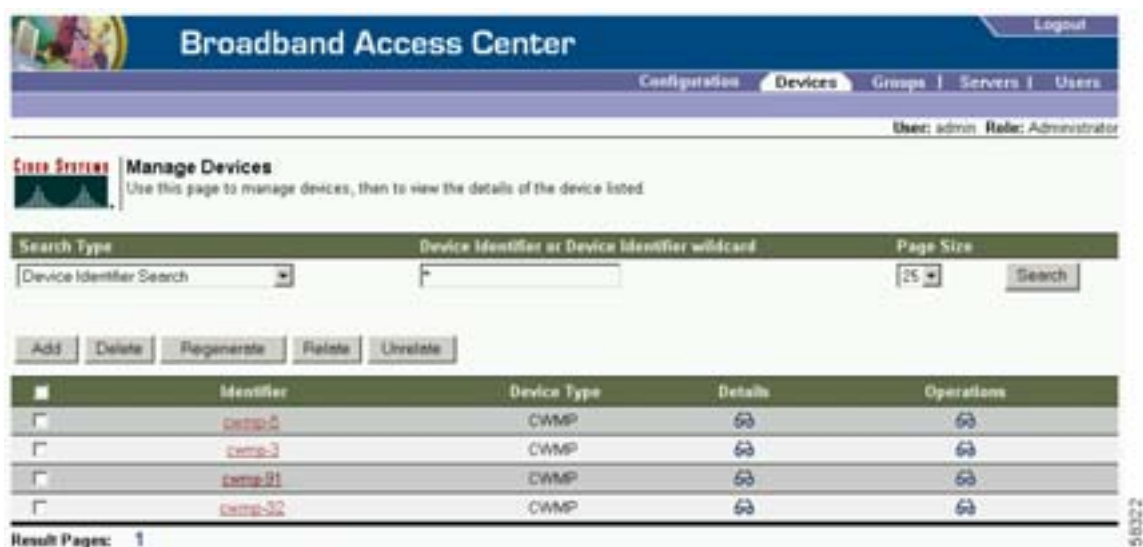 Logout
Broadband Access Center
Configuration Devices Groups | Servers | Users
User: admin Role: Administrator
Cisco Systems
Manage Devices
Use this page to manage devices, then to view the details of the device listed.
Search Type Device Identifier or Device Identifier wildcard Page Size
Device Identifier Search * 25 Search
Add Delete Regenerate Relate Unrelate
Identifier Device Type Details Operations
CWMP
cwmp-3 CWMP
cwmp-91 CWMP
cwmp-32 CWMP
Result Pages: 1